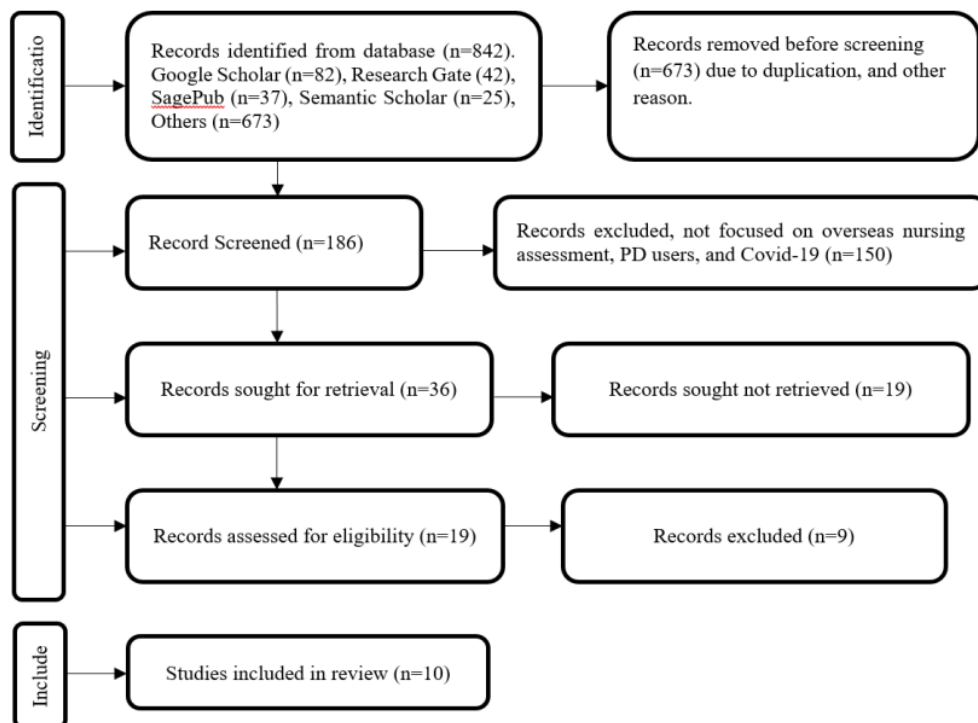 Identificatio
Records identified from database (n=842).
Google Scholar (n=82), Research Gate (42),
SagePub (n=37), Semantic Scholar (n=25),
Others (n=673)
Records removed before screening
(n=673) due to duplication, and other
reason.
Screening
Record Screened (n=186)
Records excluded, not focused on overseas nursing
assessment, PD users, and Covid-19 (n=150)
Records sought for retrieval (n=36)
Records sought not retrieved (n=19)
Records assessed for eligibility (n=19)
Records excluded (n=9)
Include
Studies included in review (n=10)